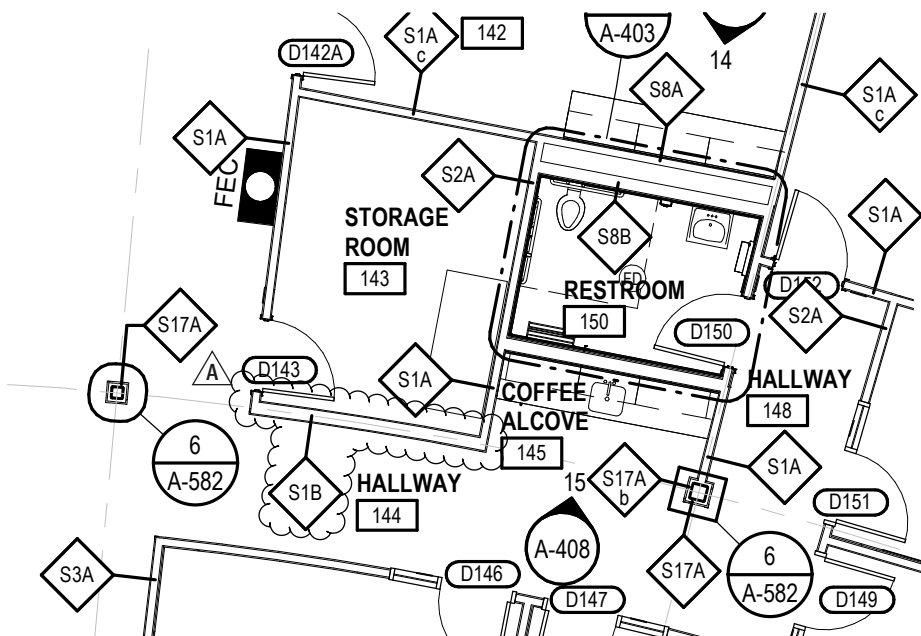 S1A
c
142
A-403
14
D142A
S8A
S1A
c
S1A
FEC
S2A
S1A
STORAGE
ROOM
143
S8B
FD
RESTROOM
150
D152
S2A
S17A
D150
A
D143
S1A
COFFEE
ALCOVE
145
HALLWAY
148
6
A-582
S1B
HALLWAY
144
15
S17A
b
S1A
D151
A-408
S3A
D146
D147
S17A
6
A-582
D149